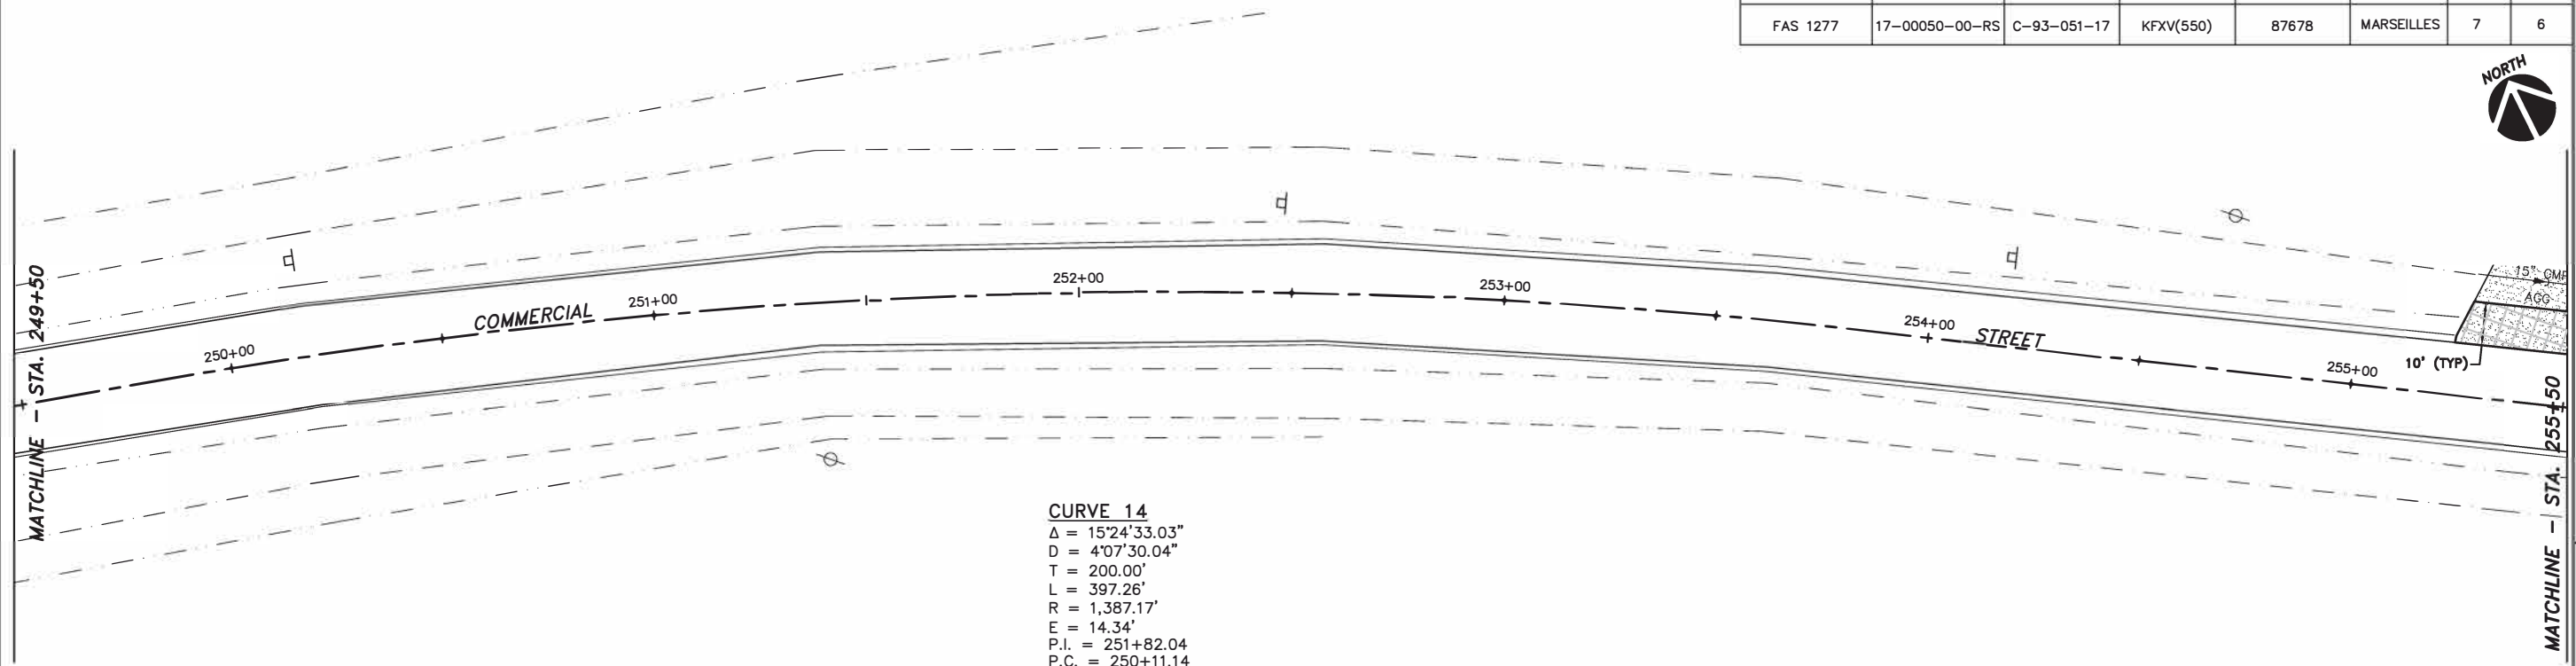 FAS 1277 17-00050-00-RS C-93-051-17 KFXV(550) 87678 MARSEILLES 7 6
NORTH
MATCHLINE - STA. 249+50
250+00
COMMERCIAL
251+00
252+00
253+00
254+00
STREET
255+00
15" CMP
AGG
10' (TYP)
MATCHLINE - STA. 255+50
CURVE 14
Δ = 15°24'33.03"
D = 4°07'30.04"
T = 200.00'
L = 397.26'
R = 1,387.17'
E = 14.34'
P.I. = 251+82.04
P.C. = 250+11.14